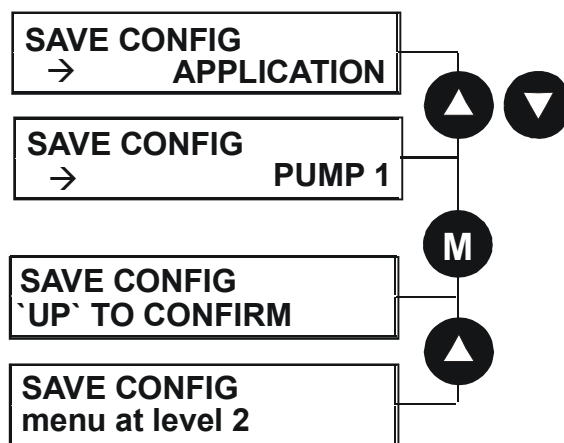 SAVE CONFIG
→ APPLICATION
SAVE CONFIG
→ PUMP 1
M
SAVE CONFIG
`UP` TO CONFIRM
SAVE CONFIG
menu at level 2